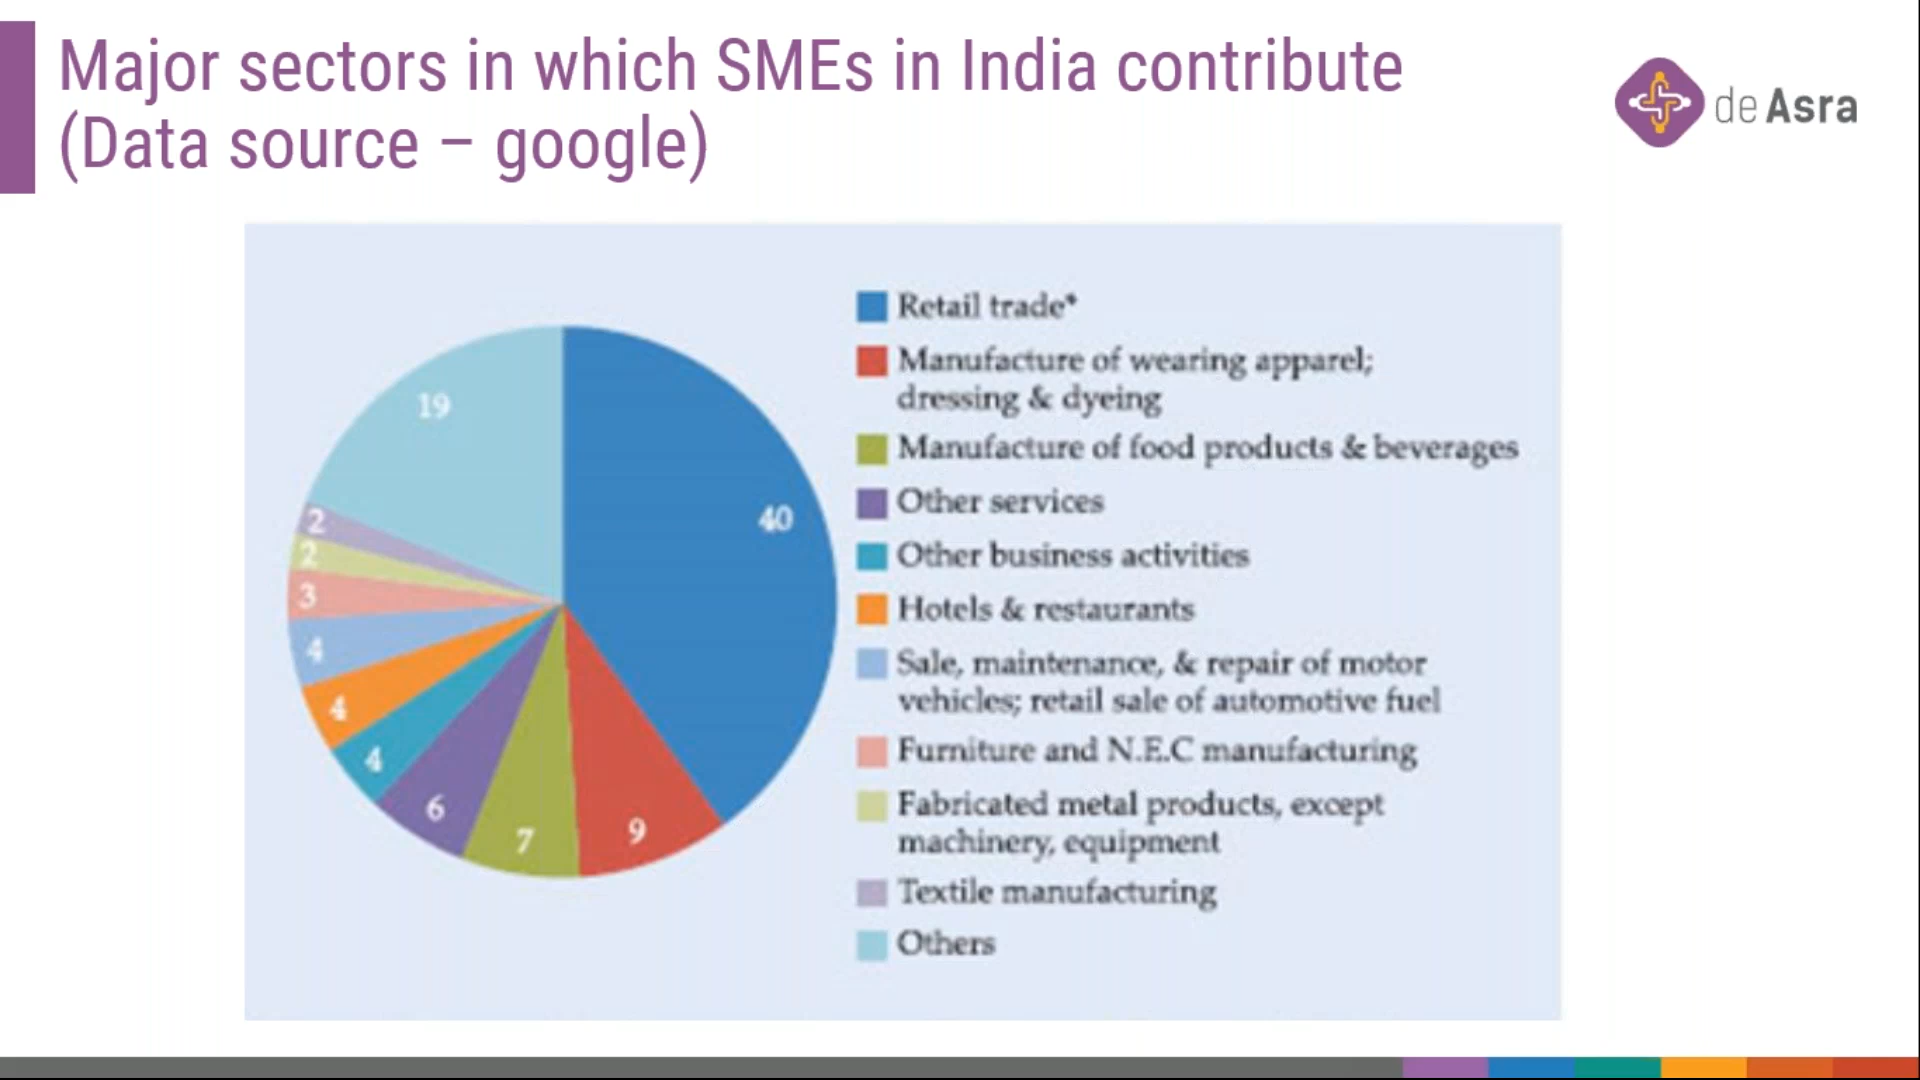 Major sectors in which SMEs in India contribute
(Data source – google)
de Asra
Retail trade*
Manufacture of wearing apparel;
dressing & dyeing
Manufacture of food products & beverages
Other services
Other business activities
Hotels & restaurants
Sale, maintenance, & repair of motor
vehicles; retail sale of automotive fuel
Furniture and N.E.C manufacturing
Fabricated metal products, except
machinery, equipment
Textile manufacturing
Others
40
9
7
6
4
4
4
3
2
2
19